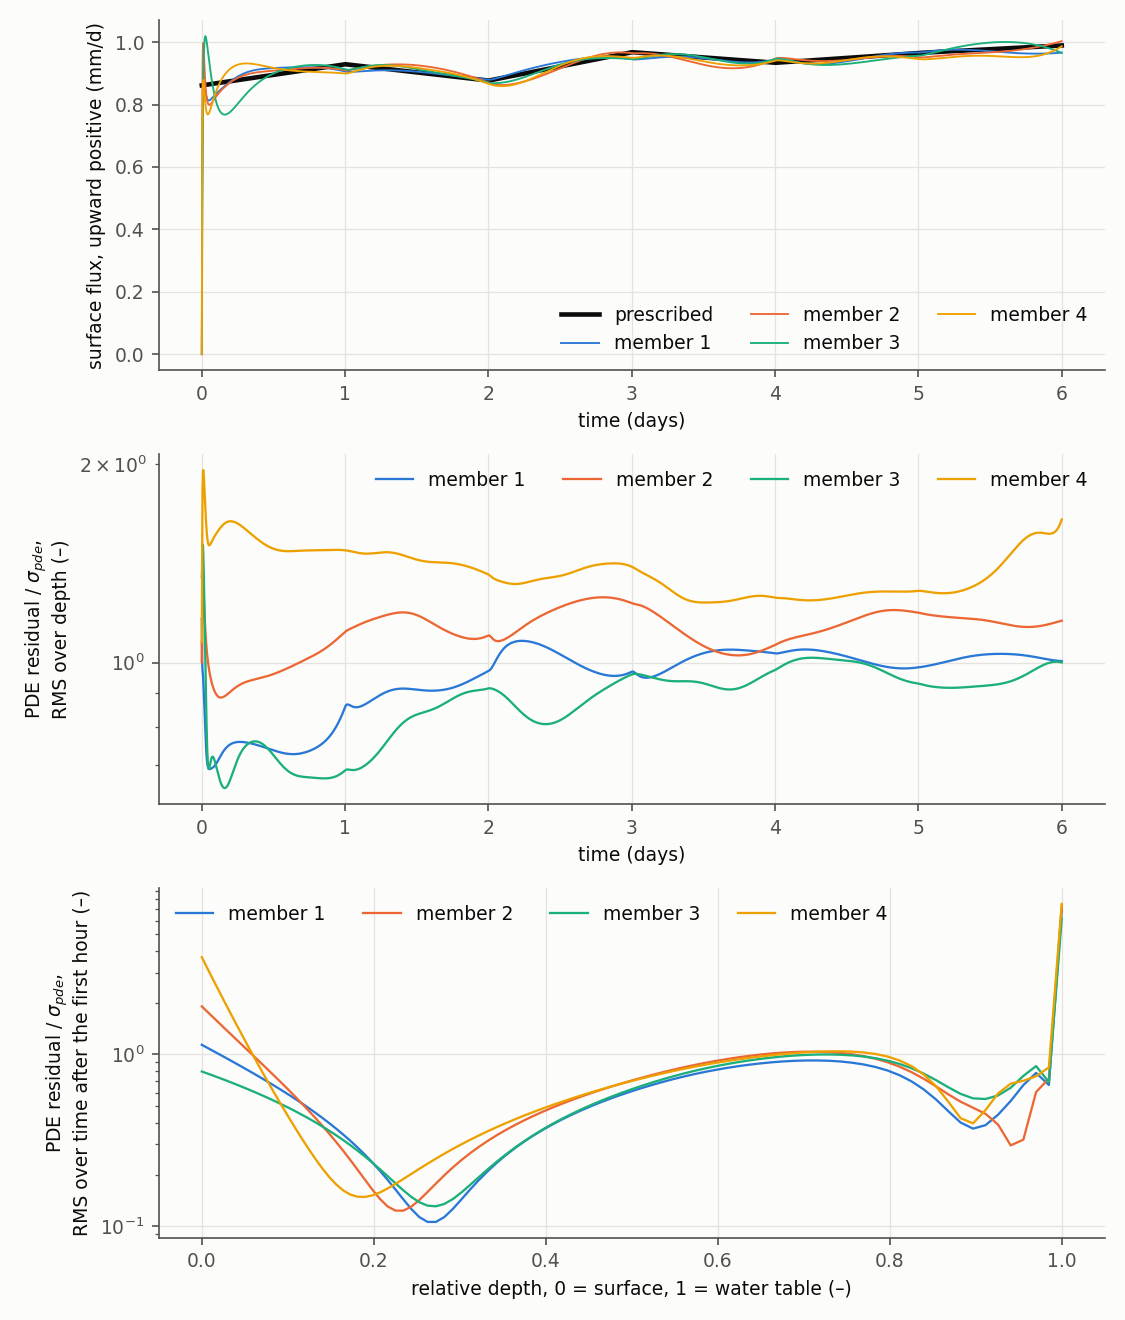 surface flux, upward positive (mm/d)
1.0
0.8
0.6
0.4
0.2
0.0
prescribed
member 1
member 2
member 3
member 4
0 1 2 3 4 5 6
time (days)
PDE residual / σpde,
RMS over depth (–)
2 × 10⁰
10⁰
member 1 member 2 member 3 member 4
0 1 2 3 4 5 6
time (days)
PDE residual / σpde,
RMS over time after the first hour (–)
10⁰
10⁻¹
member 1 member 2 member 3 member 4
0.0 0.2 0.4 0.6 0.8 1.0
relative depth, 0 = surface, 1 = water table (–)